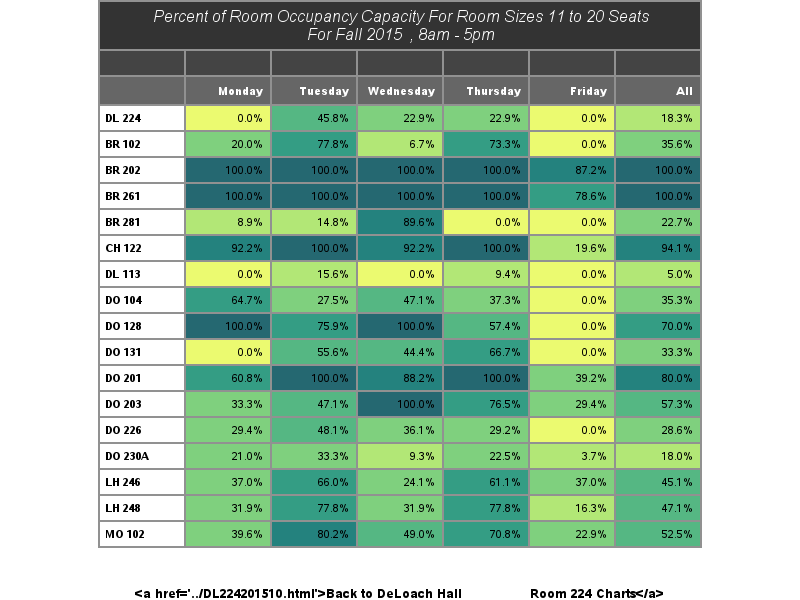 Percent of Room Occupancy Capacity For Room Sizes 11 to 20 Seats
For Fall 2015 , 8am - 5pm
Monday Tuesday Wednesday Thursday Friday All
DL 224 0.0% 45.8% 22.9% 22.9% 0.0% 18.3%
BR 102 20.0% 77.8% 6.7% 73.3% 0.0% 35.6%
BR 202 100.0% 100.0% 100.0% 100.0% 87.2% 100.0%
BR 261 100.0% 100.0% 100.0% 100.0% 78.6% 100.0%
BR 281 8.9% 14.8% 89.6% 0.0% 0.0% 22.7%
CH 122 92.2% 100.0% 92.2% 100.0% 19.6% 94.1%
DL 113 0.0% 15.6% 0.0% 9.4% 0.0% 5.0%
DO 104 64.7% 27.5% 47.1% 37.3% 0.0% 35.3%
DO 128 100.0% 75.9% 100.0% 57.4% 0.0% 70.0%
DO 131 0.0% 55.6% 44.4% 66.7% 0.0% 33.3%
DO 201 60.8% 100.0% 88.2% 100.0% 39.2% 80.0%
DO 203 33.3% 47.1% 100.0% 76.5% 29.4% 57.3%
DO 226 29.4% 48.1% 36.1% 29.2% 0.0% 28.6%
DO 230A 21.0% 33.3% 9.3% 22.5% 3.7% 18.0%
LH 246 37.0% 66.0% 24.1% 61.1% 37.0% 45.1%
LH 248 31.9% 77.8% 31.9% 77.8% 16.3% 47.1%
MO 102 39.6% 80.2% 49.0% 70.8% 22.9% 52.5%
<a href='../DL224201510.html'>Back to DeLoach Hall Room 224 Charts</a>